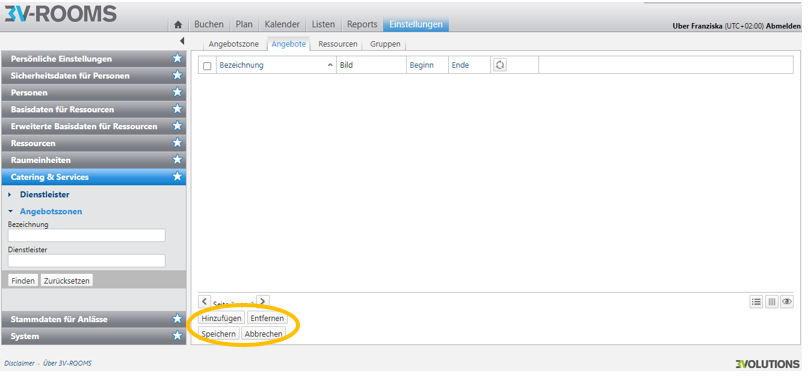 3V-ROOMS
Buchen Plan Kalender Listen Reports Einstellungen
Uber Franziska (UTC+02:00) Abmelden
Angebotszone Angebote Ressourcen Gruppen
Bezeichnung Bild Beginn Ende
Persönliche Einstellungen
Sicherheitsdaten für Personen
Personen
Basisdaten für Ressourcen
Erweiterte Basisdaten für Ressourcen
Ressourcen
Raumeinheiten
Catering & Services
Dienstleister
Angebotszonen
Bezeichnung
Dienstleister
Finden Zurücksetzen
Stammdaten für Anlässe
System
Hinzufügen Entfernen
Speichern Abbrechen
Disclaimer - Über 3V-ROOMS
3VOLUTIONS